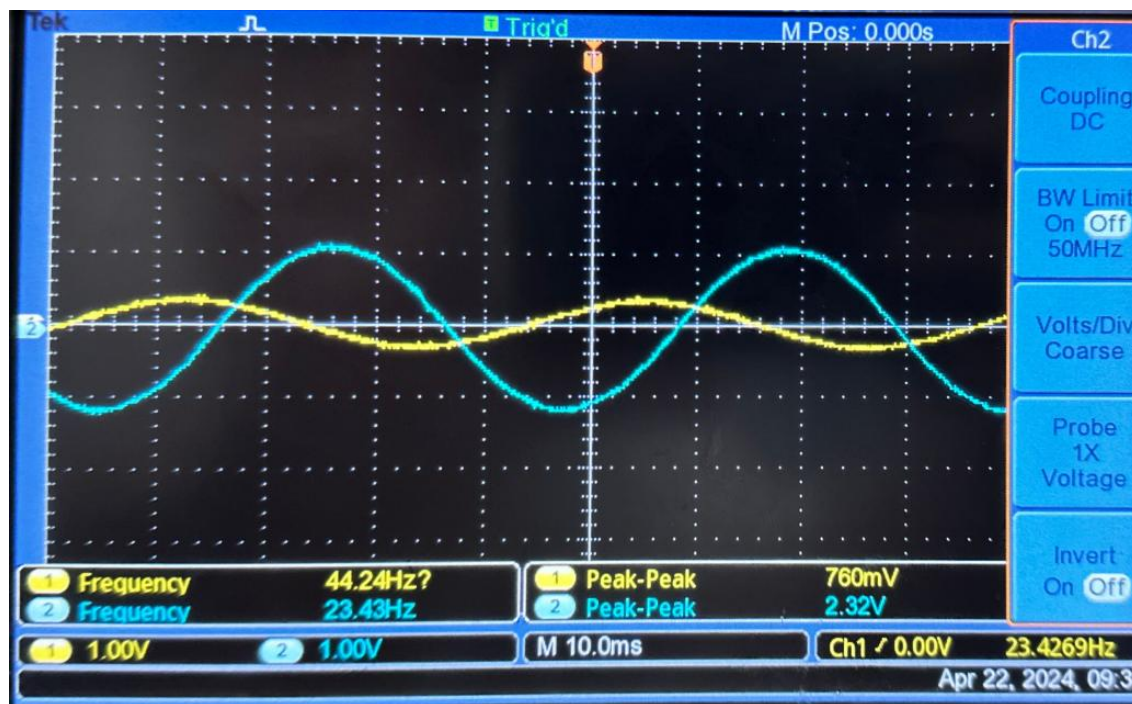 Tek
T Trig'd
M Pos: 0.000s
Ch2
Coupling
DC
BW Limit
On Off
50MHz
Volts/Div
Coarse
Probe
1X
Voltage
Invert
On Off
T
2
1 Frequency 44.24Hz?
2 Frequency 23.43Hz
1 Peak-Peak 760mV
2 Peak-Peak 2.32V
1 1.00V 2 1.00V M 10.0ms Ch1 / 0.00V 23.4269Hz
Apr 22, 2024, 09:3